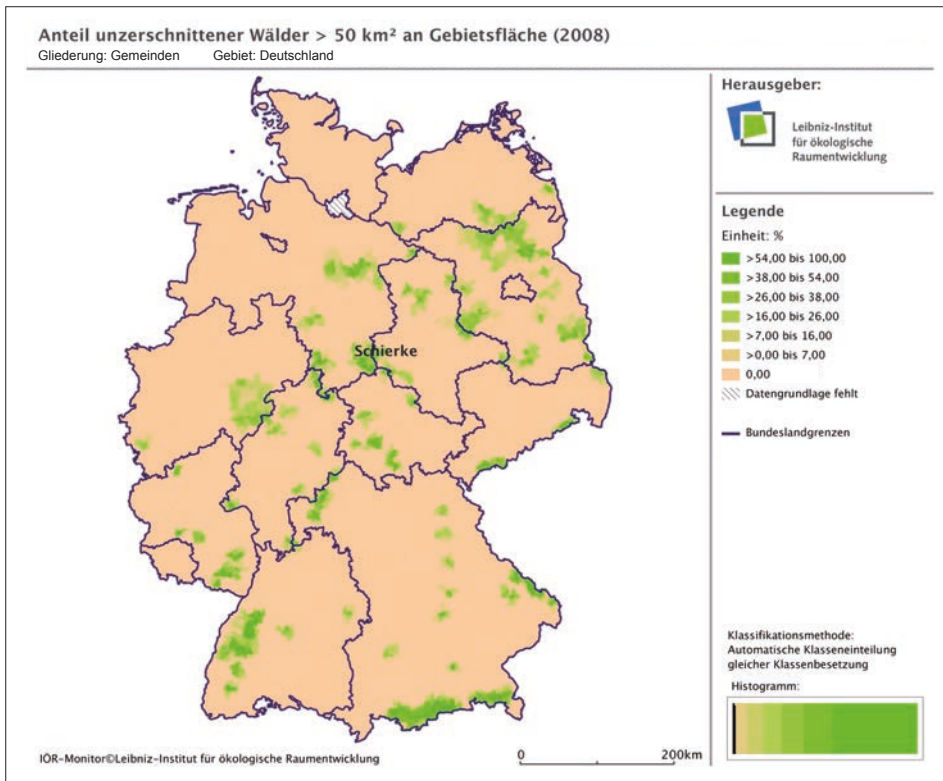 Anteil unzerschnittener Wälder > 50 km² an Gebietsfläche (2008)
Gliederung: Gemeinden Gebiet: Deutschland
Herausgeber:
Leibniz-Institut
für ökologische
Raumentwicklung
Legende
Einheit: %
>54,00 bis 100,00
>38,00 bis 54,00
>26,00 bis 38,00
>16,00 bis 26,00
>7,00 bis 16,00
>0,00 bis 7,00
0,00
Datengrundlage fehlt
Bundeslandgrenzen
Schierke
Klassifikationsmethode:
Automatische Klasseneinteilung
gleicher Klassenbesetzung
Histogramm:
IÖR-Monitor©Leibniz-Institut für ökologische Raumentwicklung
0 200km